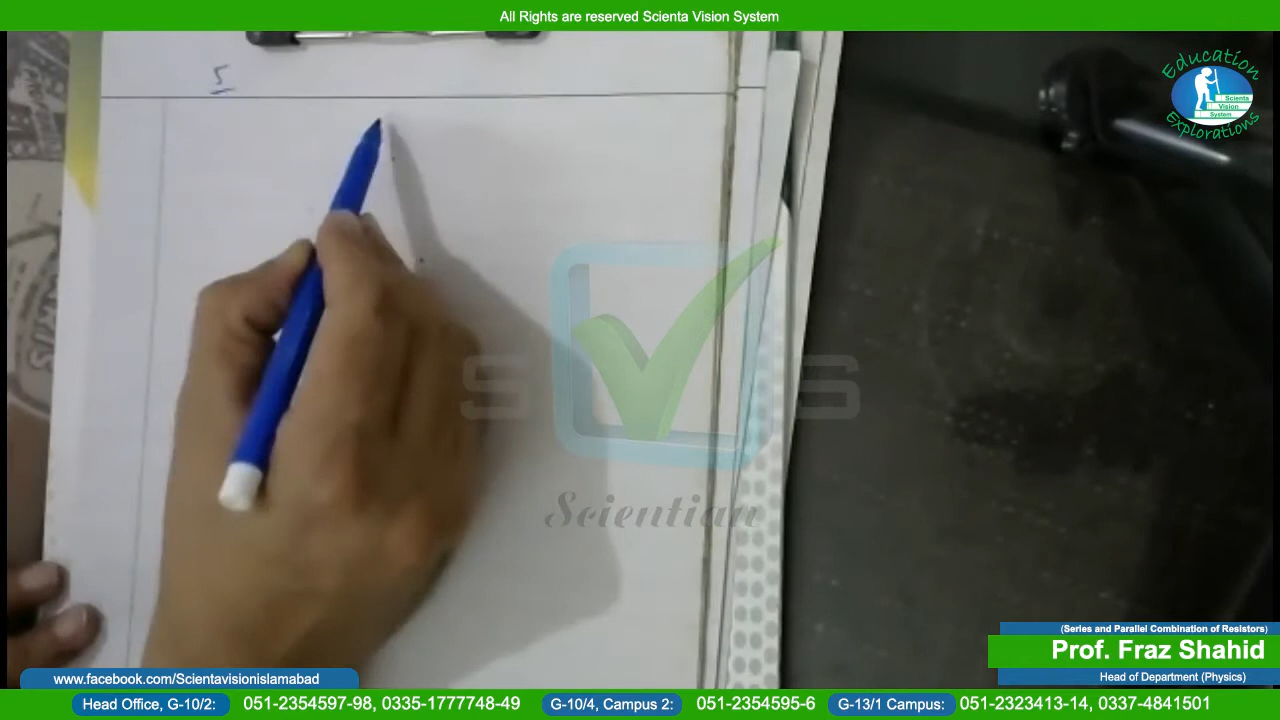 All Rights are reserved Scienta Vision System
Education
Scienta
Vision
System
Explorations
5
S S
Scientian
(Series and Parallel Combination of Resistors)
Prof. Fraz Shahid
Head of Department (Physics)
www.facebook.com/Scientavisionislamabad
Head Office, G-10/2: 051-2354597-98, 0335-1777748-49 G-10/4, Campus 2: 051-2354595-6 G-13/1 Campus: 051-2323413-14, 0337-4841501